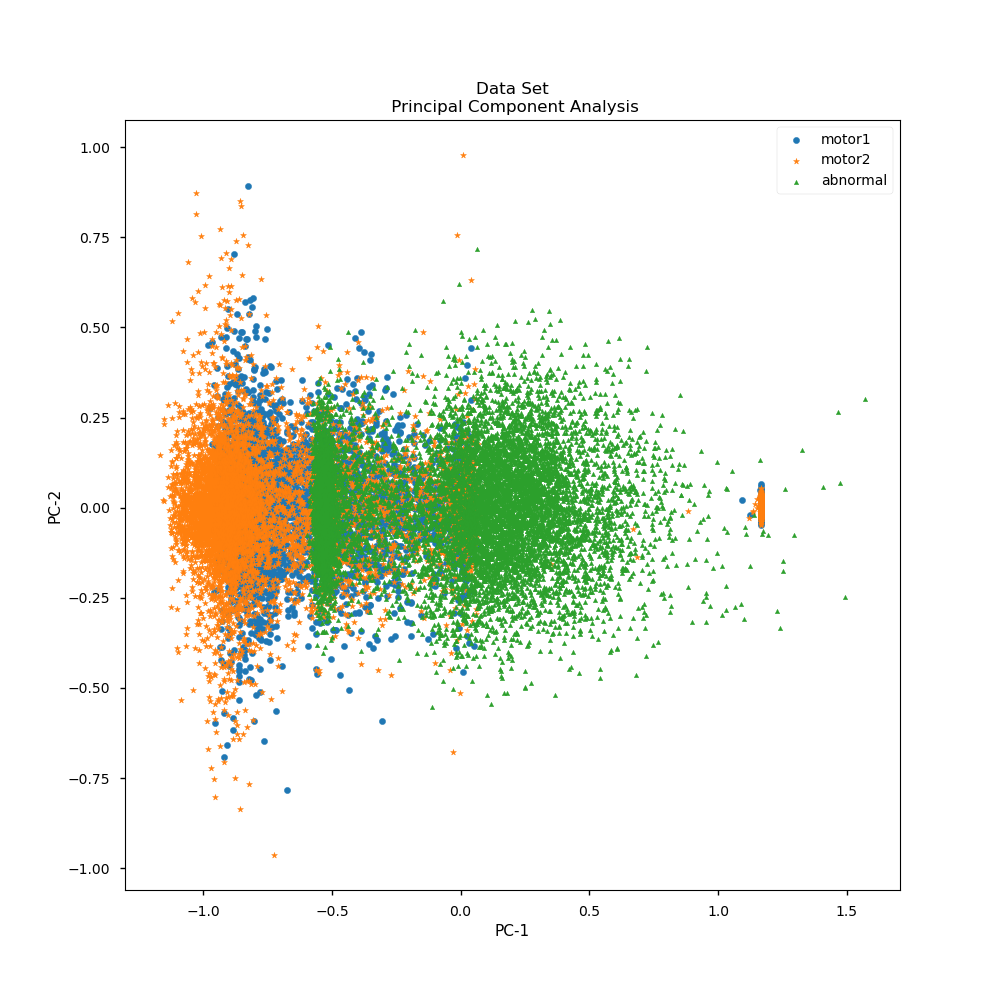 Data Set
Principal Component Analysis
motor1
motor2
abnormal
1.00
0.75
0.50
0.25
0.00
−0.25
−0.50
−0.75
−1.00
PC-2
−1.0
−0.5
0.0
0.5
1.0
1.5
PC-1